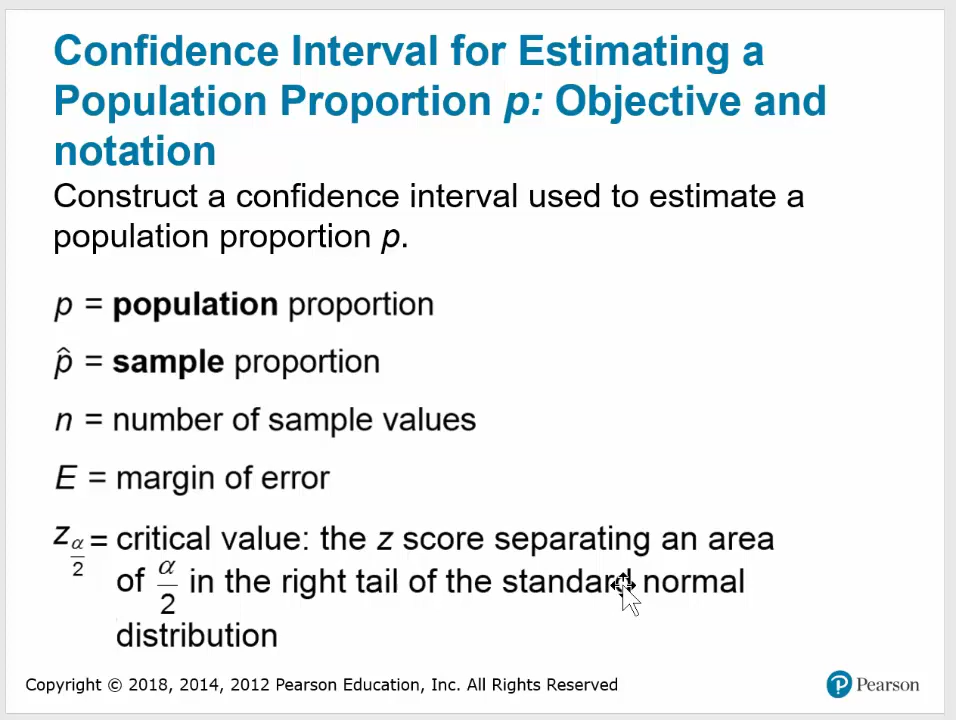 Confidence Interval for Estimating a
Population Proportion p: Objective and
notation
Construct a confidence interval used to estimate a
population proportion p.
p = population proportion
p̂ = sample proportion
n = number of sample values
E = margin of error
z_{α/2} = critical value: the z score separating an area
of α/2 in the right tail of the standard normal
distribution
Copyright © 2018, 2014, 2012 Pearson Education, Inc. All Rights Reserved
P Pearson